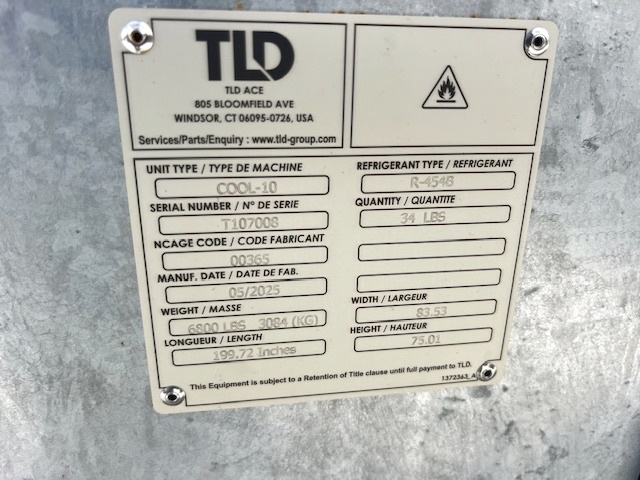 TLD
TLD ACE
805 BLOOMFIELD AVE
WINDSOR, CT 06095-0726, USA
Services/Parts/Enquiry : www.tld-group.com
UNIT TYPE / TYPE DE MACHINE
COOL-10
SERIAL NUMBER / N° DE SERIE
T107008
NCAGE CODE / CODE FABRICANT
00365
MANUF. DATE / DATE DE FAB.
05/2025
WEIGHT / MASSE
6800 LBS 3084 (KG)
LONGUEUR / LENGTH
199.72 Inches
REFRIGERANT TYPE / REFRIGERANT
R-454B
QUANTITY / QUANTITE
34 LBS
WIDTH / LARGEUR
83.53
HEIGHT / HAUTEUR
75.01
This Equipment is subject to a Retention of Title clause until full payment to TLD.
1372363_A